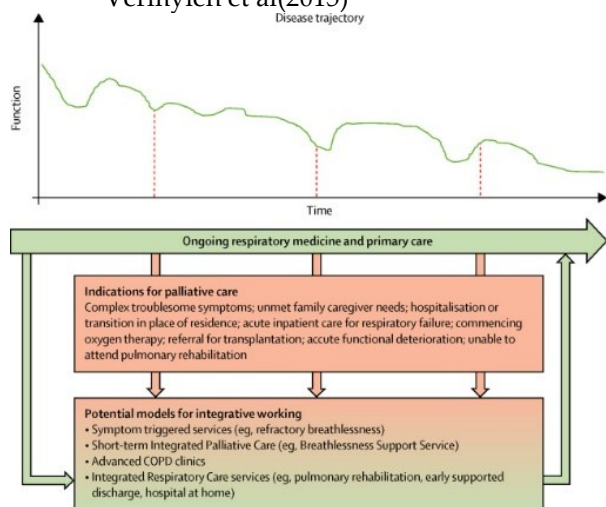 Vermylen et al(2015)
Disease trajectory
Function
Time
Ongoing respiratory medicine and primary care
Indications for palliative care
Complex troublesome symptoms; unmet family caregiver needs; hospitalisation or
transition in place of residence; acute inpatient care for respiratory failure; commencing
oxygen therapy; referral for transplantation; accute functional deterioration; unable to
attend pulmonary rehabilitation
Potential models for integrative working
• Symptom triggered services (eg, refractory breathlessness)
• Short-term Integrated Palliative Care (eg, Breathlessness Support Service)
• Advanced COPD clinics
• Integrated Respiratory Care services (eg, pulmonary rehabilitation, early supported
discharge, hospital at home)